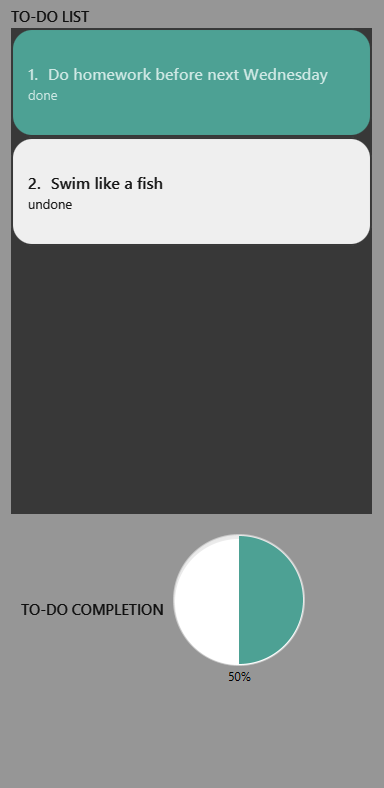 TO-DO LIST
1. Do homework before next Wednesday
done
2. Swim like a fish
undone
TO-DO COMPLETION
50%